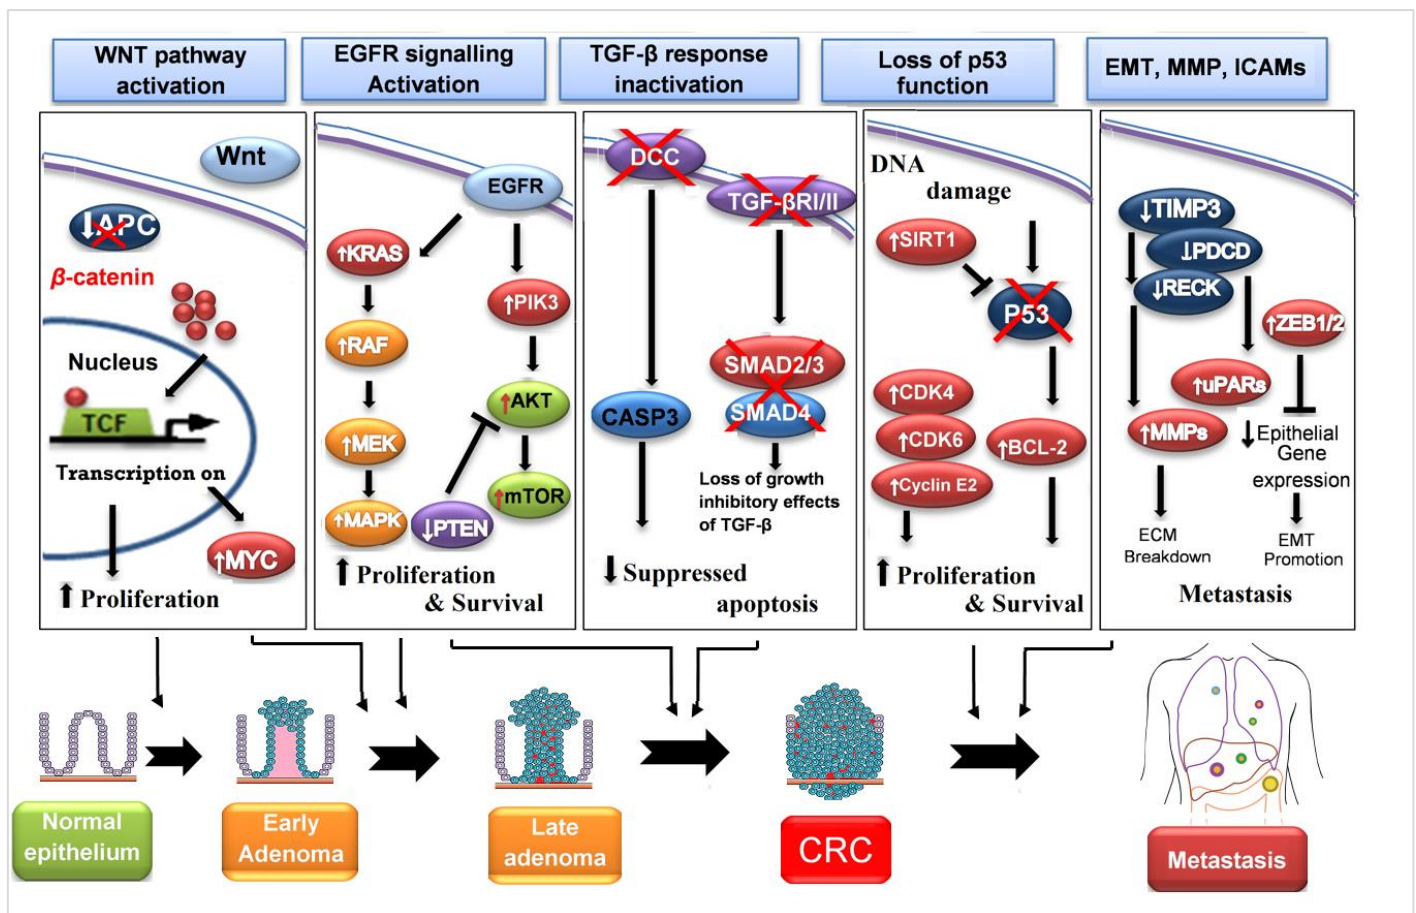 WNT pathway
activation
EGFR signalling
Activation
TGF-β response
inactivation
Loss of p53
function
EMT, MMP, ICAMs
Wnt
↓APC
β-catenin
Nucleus
TCF
Transcription on
↑MYC
↑ Proliferation
EGFR
↑KRAS
↑PIK3
↑RAF
↑AKT
↑MEK
↑mTOR
↑MAPK
↓PTEN
↑ Proliferation
& Survival
DCC
TGF-βRI/II
SMAD2/3
CASP3
SMAD4
Loss of growth
inhibitory effects
of TGF-β
↓ Suppressed
apoptosis
DNA
damage
↑SIRT1
P53
↑CDK4
↑CDK6
↑BCL-2
↑Cyclin E2
↑ Proliferation
& Survival
↓TIMP3
↓PDCD
↓RECK
↑ZEB1/2
↑uPARs
↑MMPs
↓ Epithelial
Gene
expression
ECM
Breakdown
EMT
Promotion
Metastasis
Normal
epithelium
Early
Adenoma
Late
adenoma
CRC
Metastasis